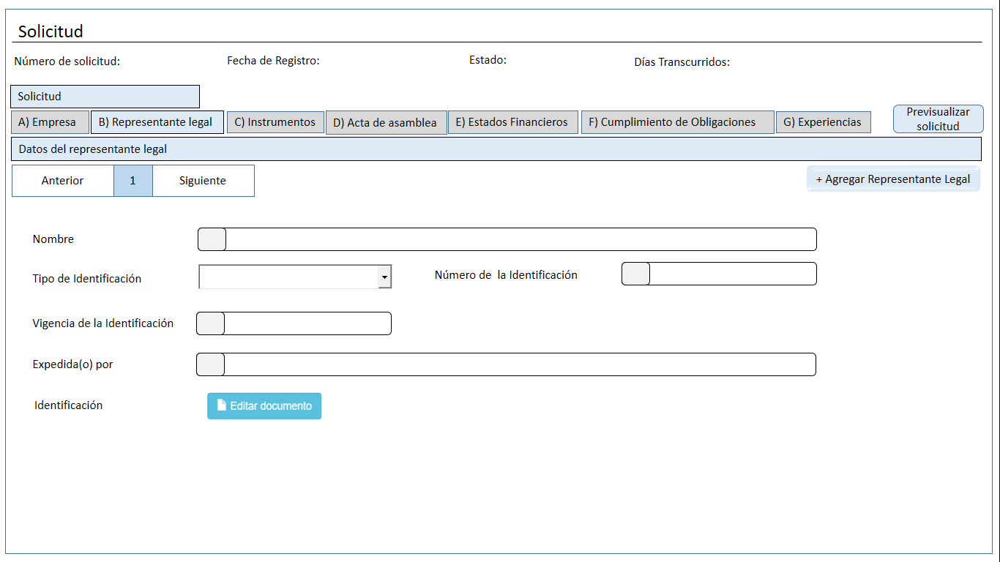 Solicitud
Número de solicitud: Fecha de Registro: Estado: Días Transcurridos:
Solicitud
A) Empresa B) Representante legal C) Instrumentos D) Acta de asamblea E) Estados Financieros F) Cumplimiento de Obligaciones G) Experiencias
Previsualizar
solicitud
Datos del representante legal
Anterior 1 Siguiente + Agregar Representante Legal
Nombre
Tipo de Identificación Número de la Identificación
Vigencia de la Identificación
Expedida(o) por
Identificación Editar documento